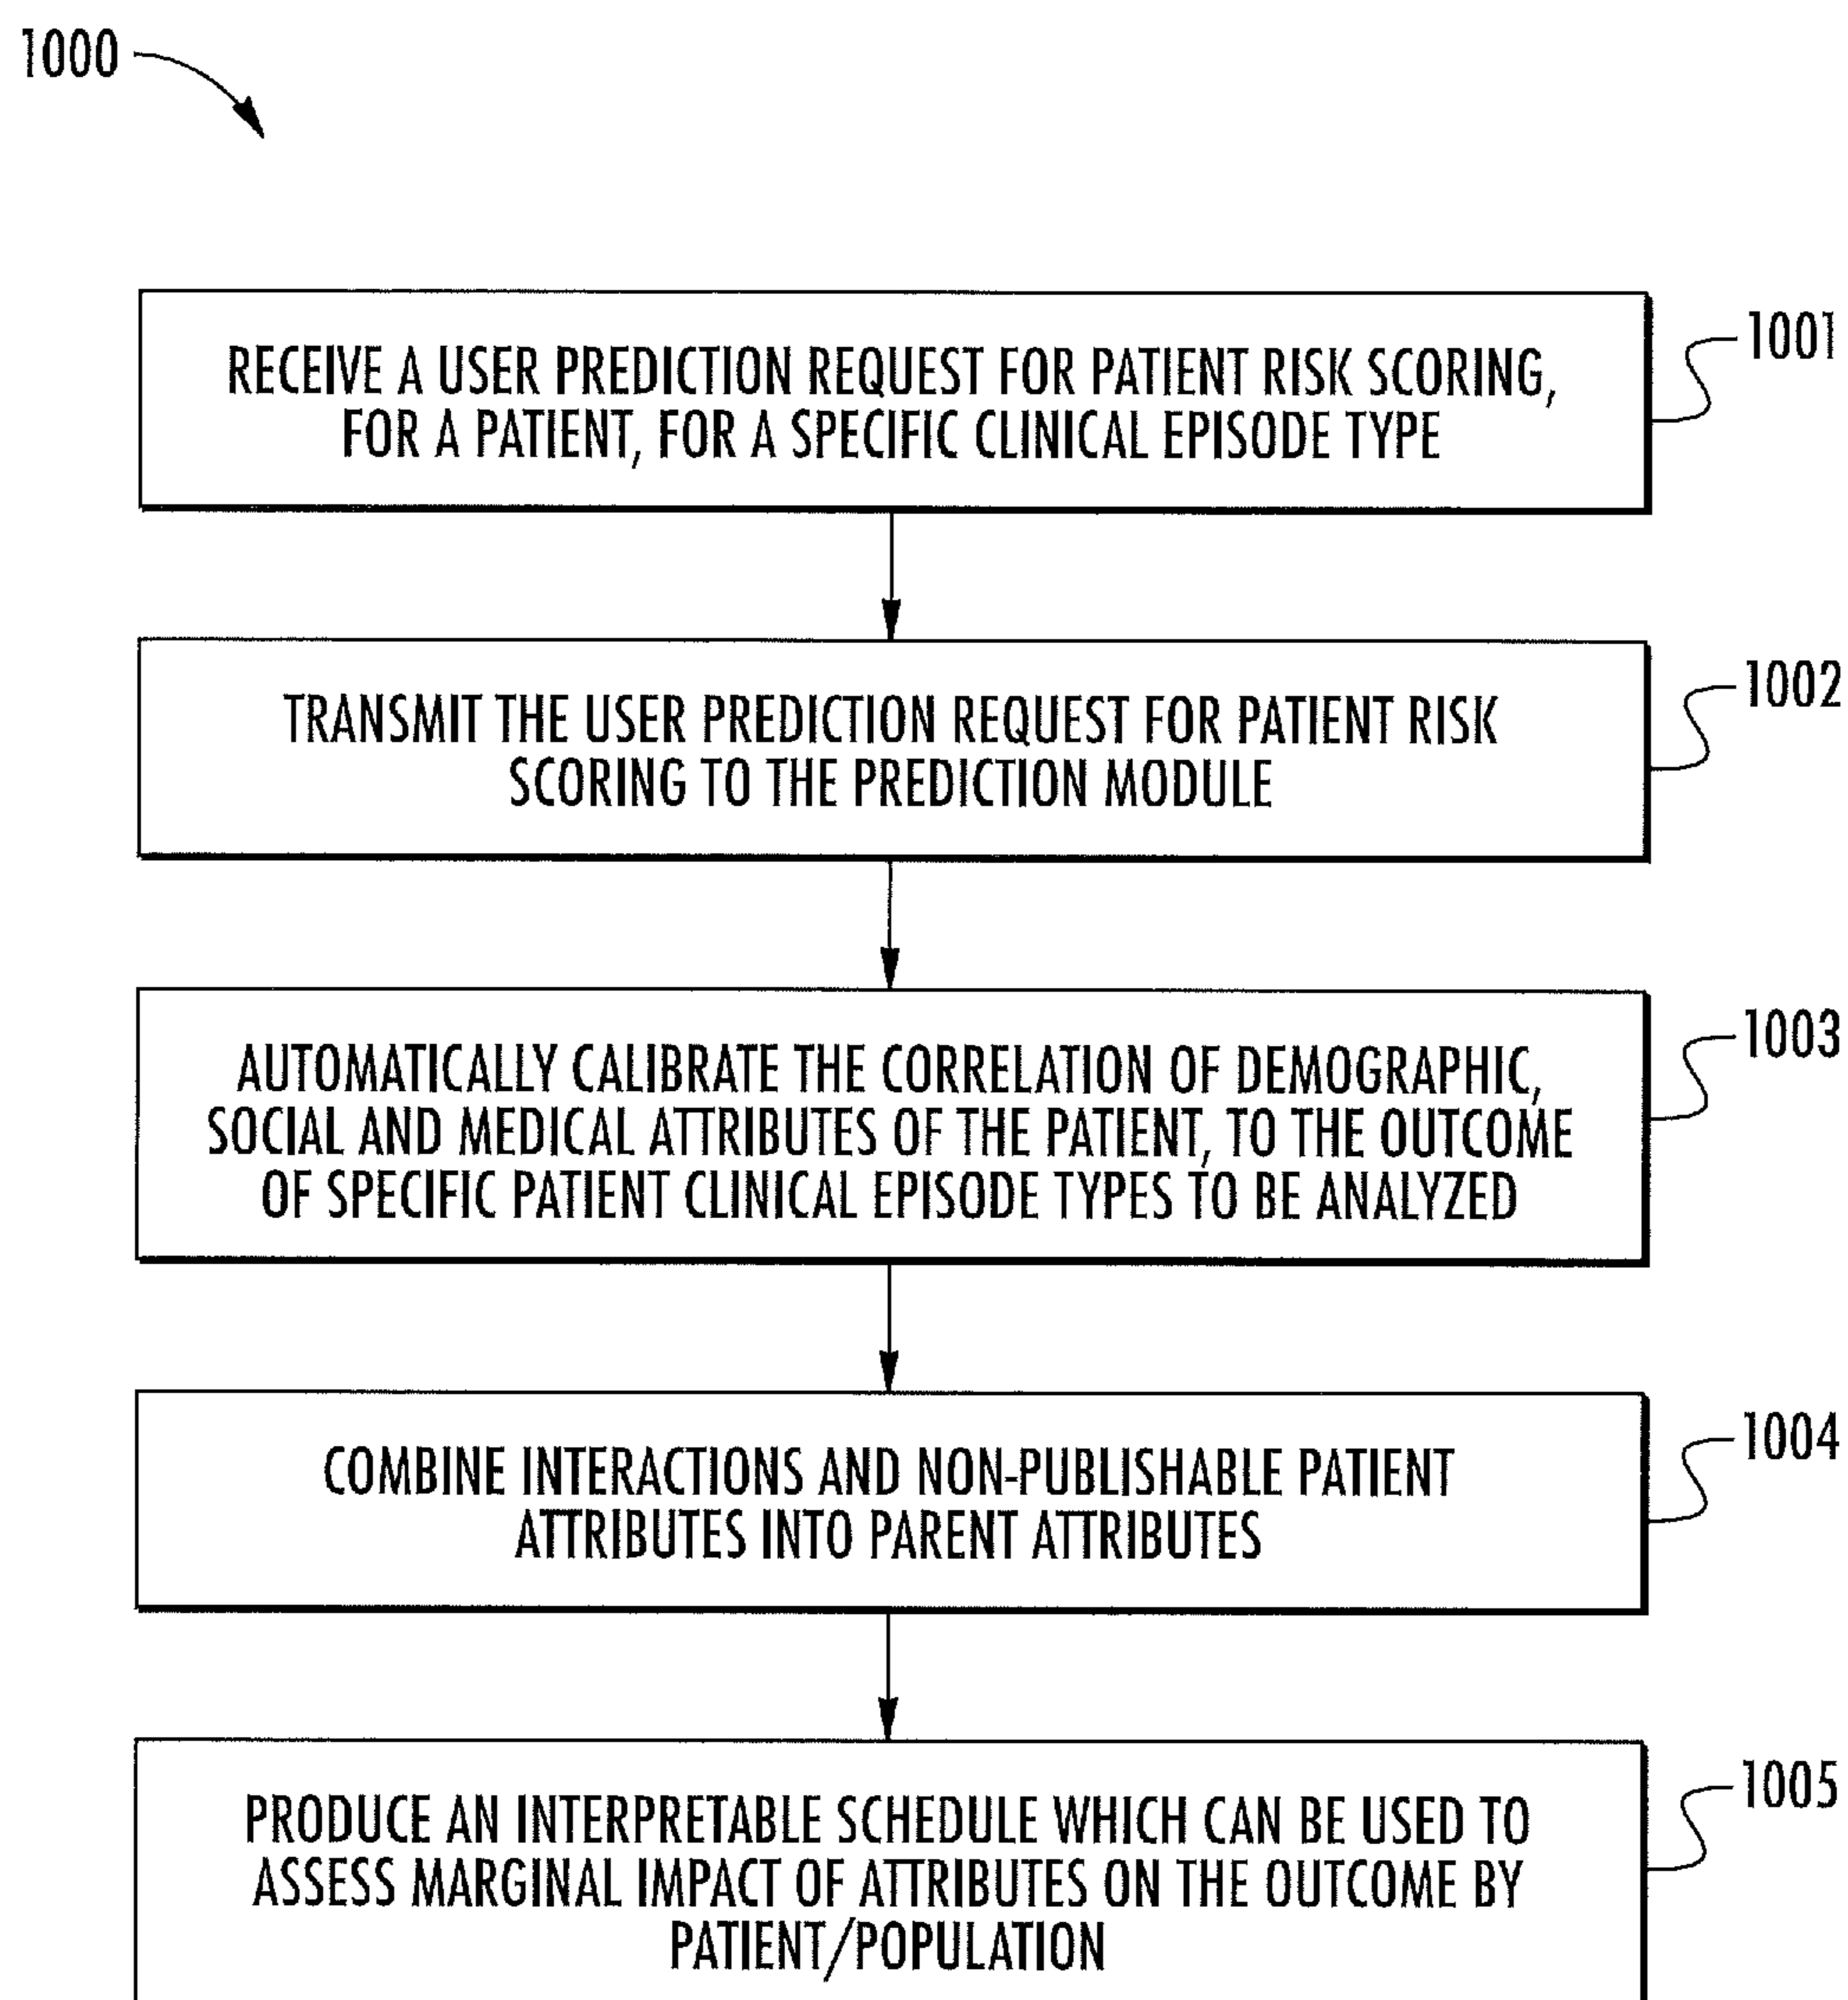 1000
RECEIVE A USER PREDICTION REQUEST FOR PATIENT RISK SCORING,
FOR A PATIENT, FOR A SPECIFIC CLINICAL EPISODE TYPE
1001
TRANSMIT THE USER PREDICTION REQUEST FOR PATIENT RISK
SCORING TO THE PREDICTION MODULE
1002
AUTOMATICALLY CALIBRATE THE CORRELATION OF DEMOGRAPHIC,
SOCIAL AND MEDICAL ATTRIBUTES OF THE PATIENT, TO THE OUTCOME
OF SPECIFIC PATIENT CLINICAL EPISODE TYPES TO BE ANALYZED
1003
COMBINE INTERACTIONS AND NON-PUBLISHABLE PATIENT
ATTRIBUTES INTO PARENT ATTRIBUTES
1004
PRODUCE AN INTERPRETABLE SCHEDULE WHICH CAN BE USED TO
ASSESS MARGINAL IMPACT OF ATTRIBUTES ON THE OUTCOME BY
PATIENT/POPULATION
1005